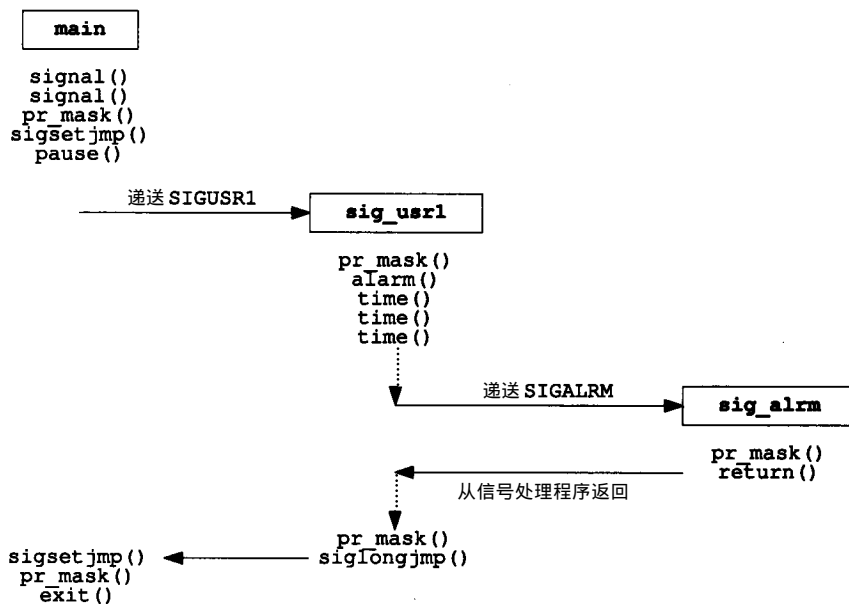 main
signal()
signal()
pr_mask()
sigsetjmp()
pause()
递送 SIGUSR1
sig_usr1
pr_mask()
alarm()
time()
time()
time()
递送 SIGALRM
sig_alrm
pr_mask()
return()
从信号处理程序返回
pr_mask()
siglongjmp()
sigsetjmp()
pr_mask()
exit()